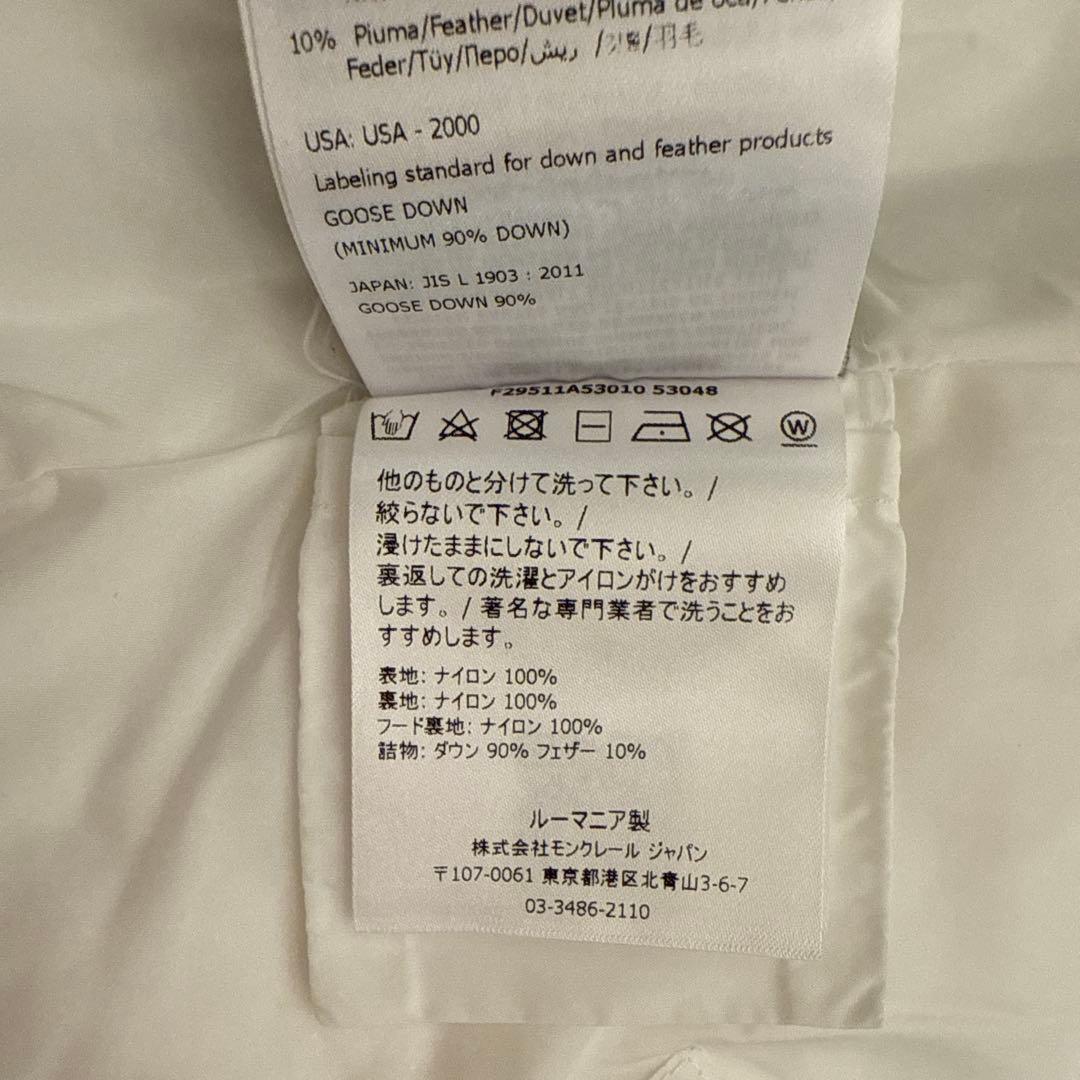 10% Piuma/Feather/Duvet/Pluma de
Feder/Tüy/Перо/ريش /깃털/羽毛
USA: USA - 2000
Labeling standard for down and feather products
GOOSE DOWN
(MINIMUM 90% DOWN)
JAPAN: JIS L 1903 : 2011
GOOSE DOWN 90%
F29511A53010 53048
W
他のものと分けて洗って下さい。/
絞らないで下さい。/
浸けたままにしないで下さい。/
裏返しての洗濯とアイロンがけをおすすめ
します。/ 著名な専門業者で洗うことをお
すすめします。
表地: ナイロン 100%
裏地: ナイロン 100%
フード裏地: ナイロン 100%
詰物: ダウン 90% フェザー 10%
ルーマニア製
株式会社モンクレール ジャパン
〒107-0061 東京都港区北青山3-6-7
03-3486-2110